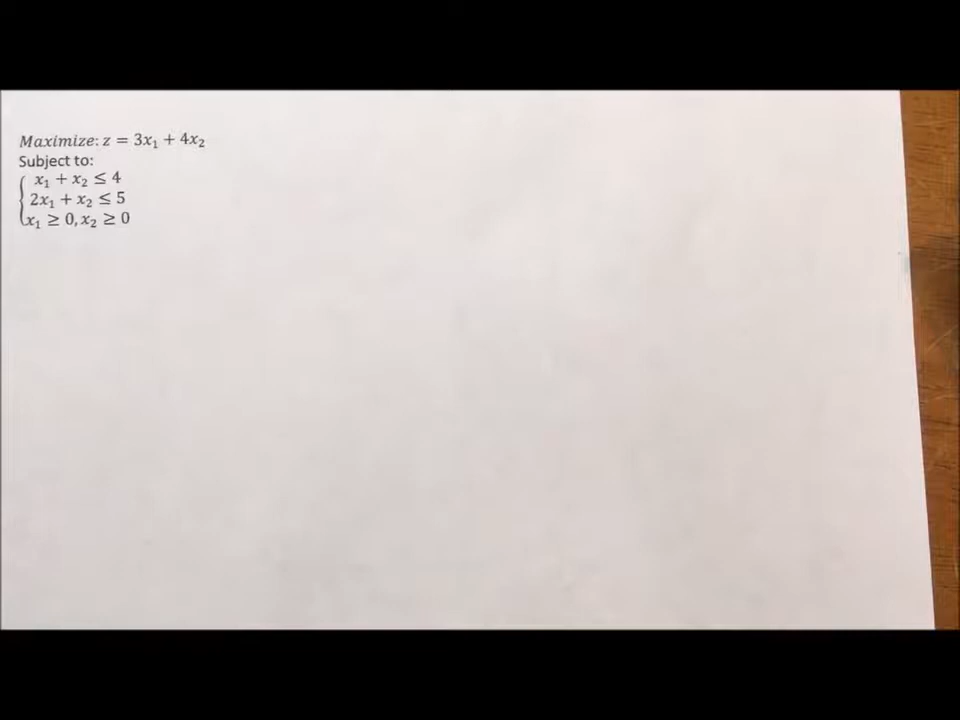 Maximize: z = 3x₁ + 4x₂
Subject to:
x₁ + x₂ ≤ 4
2x₁ + x₂ ≤ 5
x₁ ≥ 0, x₂ ≥ 0